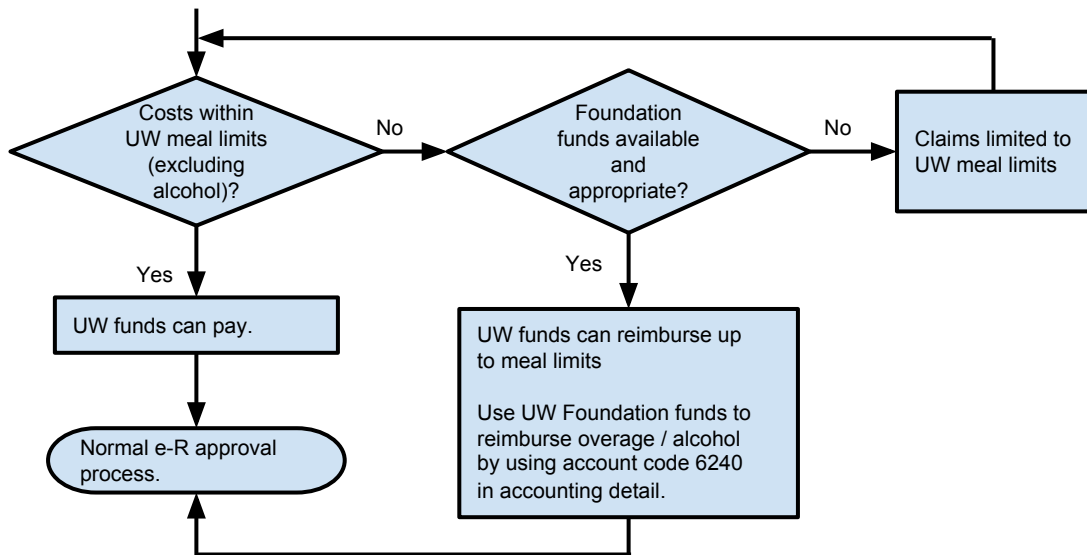 Costs within
UW meal limits
(excluding
alcohol)?
No
Foundation
funds available
and
appropriate?
No
Claims limited to
UW meal limits
Yes
UW funds can pay.
Normal e-R approval
process.
Yes
UW funds can reimburse up
to meal limits
Use UW Foundation funds to
reimburse overage / alcohol
by using account code 6240
in accounting detail.